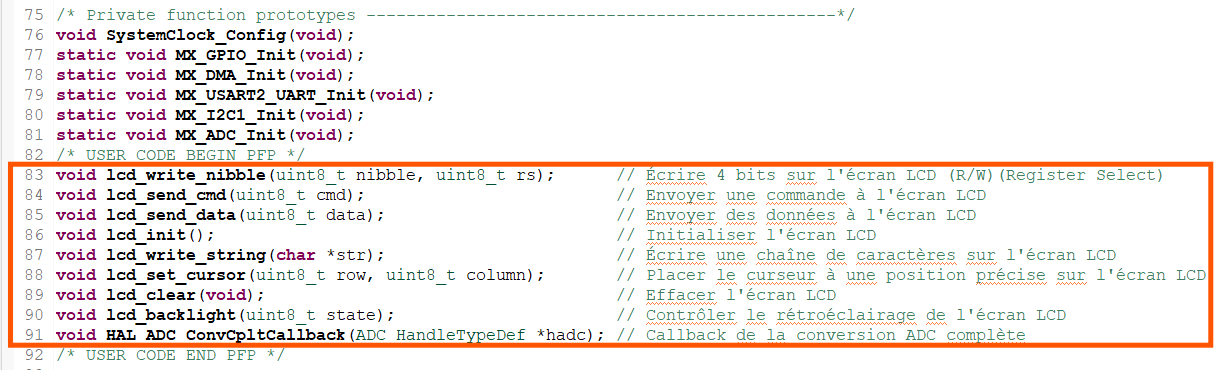 75 /* Private function prototypes -----------------------------------------------*/
76 void SystemClock_Config(void);
77 static void MX_GPIO_Init(void);
78 static void MX_DMA_Init(void);
79 static void MX_USART2_UART_Init(void);
80 static void MX_I2C1_Init(void);
81 static void MX_ADC_Init(void);
82 /* USER CODE BEGIN PFP */
83 void lcd_write_nibble(uint8_t nibble, uint8_t rs); // Écrire 4 bits sur l'écran LCD (R/W)(Register Select)
84 void lcd_send_cmd(uint8_t cmd); // Envoyer une commande à l'écran LCD
85 void lcd_send_data(uint8_t data); // Envoyer des données à l'écran LCD
86 void lcd_init(); // Initialiser l'écran LCD
87 void lcd_write_string(char *str); // Écrire une chaîne de caractères sur l'écran LCD
88 void lcd_set_cursor(uint8_t row, uint8_t column); // Placer le curseur à une position précise sur l'écran LCD
89 void lcd_clear(void); // Effacer l'écran LCD
90 void lcd_backlight(uint8_t state); // Contrôler le rétroéclairage de l'écran LCD
91 void HAL_ADC_ConvCpltCallback(ADC_HandleTypeDef *hadc); // Callback de la conversion ADC complète
92 /* USER CODE END PFP */